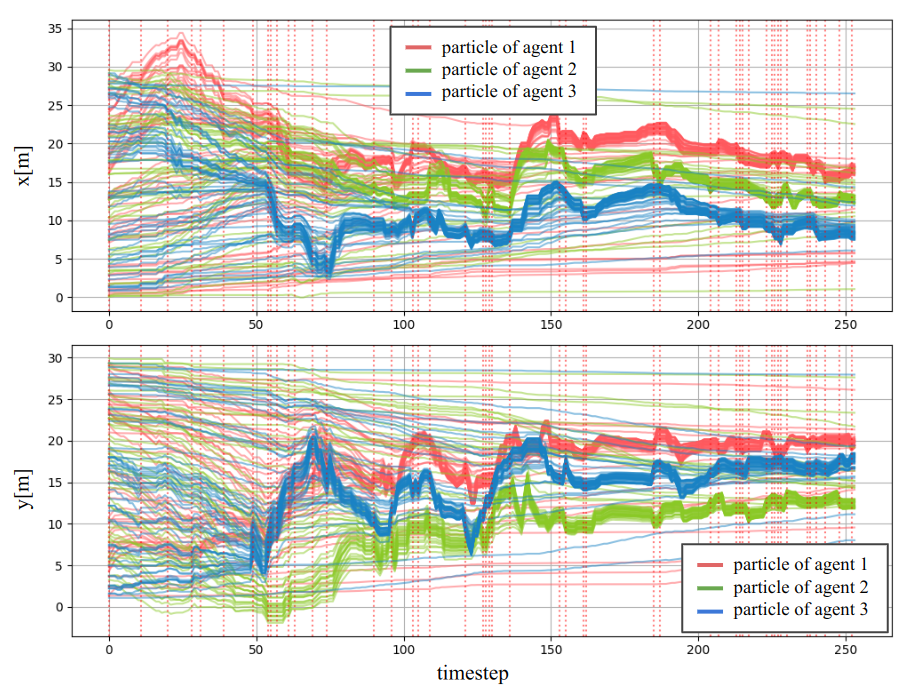 35
30
25
20
15
10
5
0
x[m]
particle of agent 1
particle of agent 2
particle of agent 3
0 50 100 150 200 250
30
25
20
15
10
5
0
y[m]
particle of agent 1
particle of agent 2
particle of agent 3
0 50 100 150 200 250
timestep